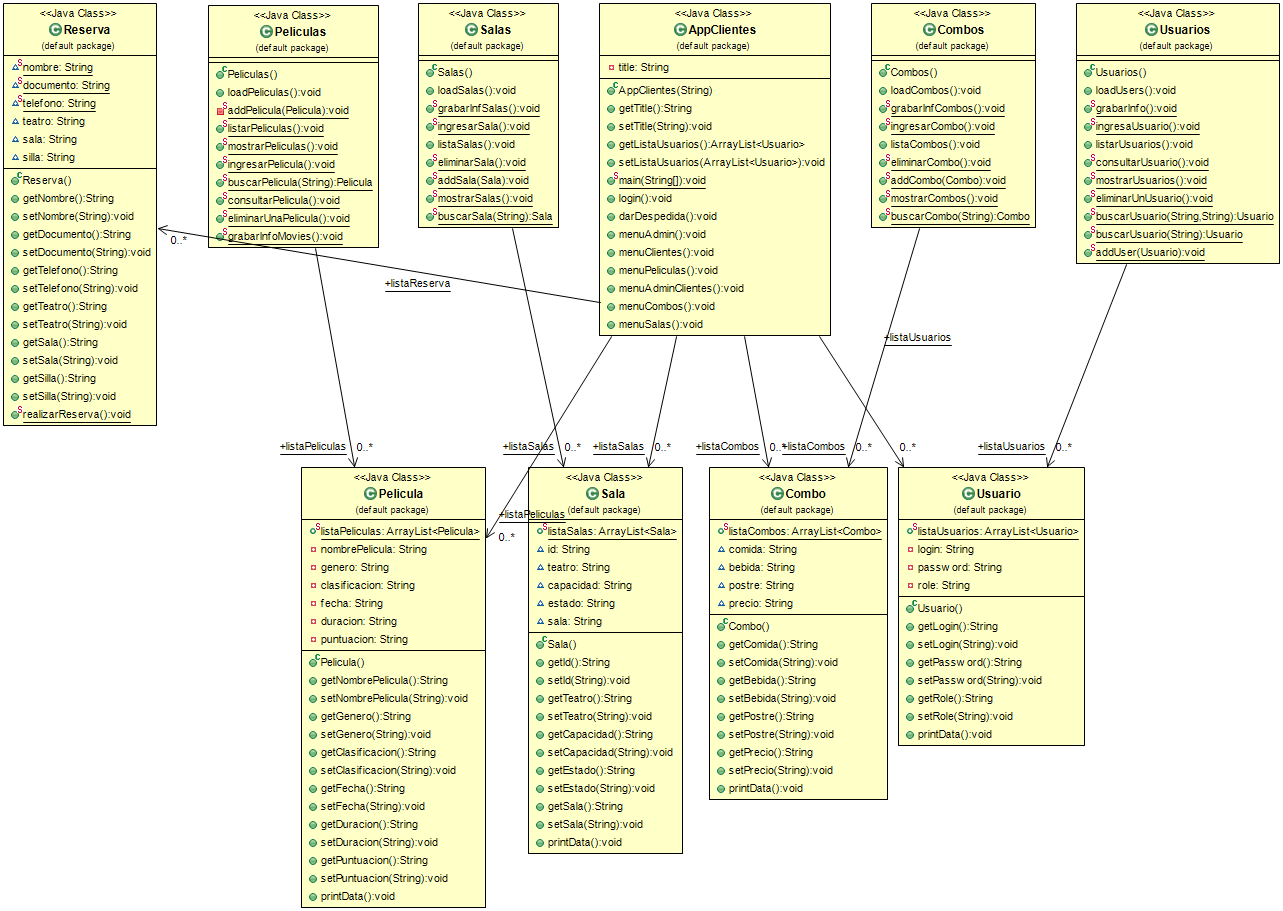 <<Java Class>>
Reserva
(default package)
nombre: String
documento: String
telefono: String
teatro: String
sala: String
silla: String
Reserva()
getNombre():String
setNombre(String):void
getDocumento():String
setDocumento(String):void
getTelefono():String
setTelefono(String):void
getTeatro():String
setTeatro(String):void
getSala():String
setSala(String):void
getSilla():String
setSilla(String):void
realizarReserva():void
<<Java Class>>
Peliculas
(default package)
Peliculas()
loadPeliculas():void
addPelicula(Pelicula):void
listarPeliculas():void
mostrarPeliculas():void
ingresarPelicula():void
buscarPelicula(String):Pelicula
consultarPelicula():void
eliminarUnaPelicula():void
grabarInfoMovies():void
<<Java Class>>
Salas
(default package)
Salas()
loadSalas():void
grabarInfSalas():void
ingresarSala():void
listaSalas():void
eliminarSala():void
addSala(Sala):void
mostrarSalas():void
buscarSala(String):Sala
<<Java Class>>
AppClientes
(default package)
title: String
AppClientes(String)
getTitle():String
setTitle(String):void
getListaUsuarios():ArrayList<Usuario>
setListaUsuarios(ArrayList<Usuario>):void
main(String[]):void
login():void
darDespedida():void
menuAdmin():void
menuClientes():void
menuPeliculas():void
menuAdminClientes():void
menuCombos():void
menuSalas():void
<<Java Class>>
Combos
(default package)
Combos()
loadCombos():void
grabarInfCombos():void
ingresarCombo():void
listaCombos():void
eliminarCombo():void
addCombo(Combo):void
mostrarCombos():void
buscarCombo(String):Combo
<<Java Class>>
Usuarios
(default package)
Usuarios()
loadUsers():void
grabarInfo():void
ingresaUsuario():void
listarUsuarios():void
consultarUsuario():void
mostrarUsuarios():void
eliminarUnUsuario():void
buscarUsuario(String,String):Usuario
buscarUsuario(String):Usuario
addUser(Usuario):void
0..*
+listaReserva
+listaUsuarios
+listaPeliculas
0..*
+listaSalas
0..*
+listaSalas
0..*
+listaCombos
0..*
+listaCombos
0..*
0..*
+listaUsuarios
0..*
+listaPeliculas
0..*
<<Java Class>>
Pelicula
(default package)
listaPeliculas: ArrayList<Pelicula>
nombrePelicula: String
genero: String
clasificacion: String
fecha: String
duracion: String
puntuacion: String
Pelicula()
getNombrePelicula():String
setNombrePelicula(String):void
getGenero():String
setGenero(String):void
getClasificacion():String
setClasificacion(String):void
getFecha():String
setFecha(String):void
getDuracion():String
setDuracion(String):void
getPuntuacion():String
setPuntuacion(String):void
printData():void
<<Java Class>>
Sala
(default package)
listaSalas: ArrayList<Sala>
id: String
teatro: String
capacidad: String
estado: String
sala: String
Sala()
getId():String
setId(String):void
getTeatro():String
setTeatro(String):void
getCapacidad():String
setCapacidad(String):void
getEstado():String
setEstado(String):void
getSala():String
setSala(String):void
printData():void
<<Java Class>>
Combo
(default package)
listaCombos: ArrayList<Combo>
comida: String
bebida: String
postre: String
precio: String
Combo()
getComida():String
setComida(String):void
getBebida():String
setBebida(String):void
getPostre():String
setPostre(String):void
getPrecio():String
setPrecio(String):void
printData():void
<<Java Class>>
Usuario
(default package)
listaUsuarios: ArrayList<Usuario>
login: String
password: String
role: String
Usuario()
getLogin():String
setLogin(String):void
getPassword():String
setPassword(String):void
getRole():String
setRole(String):void
printData():void